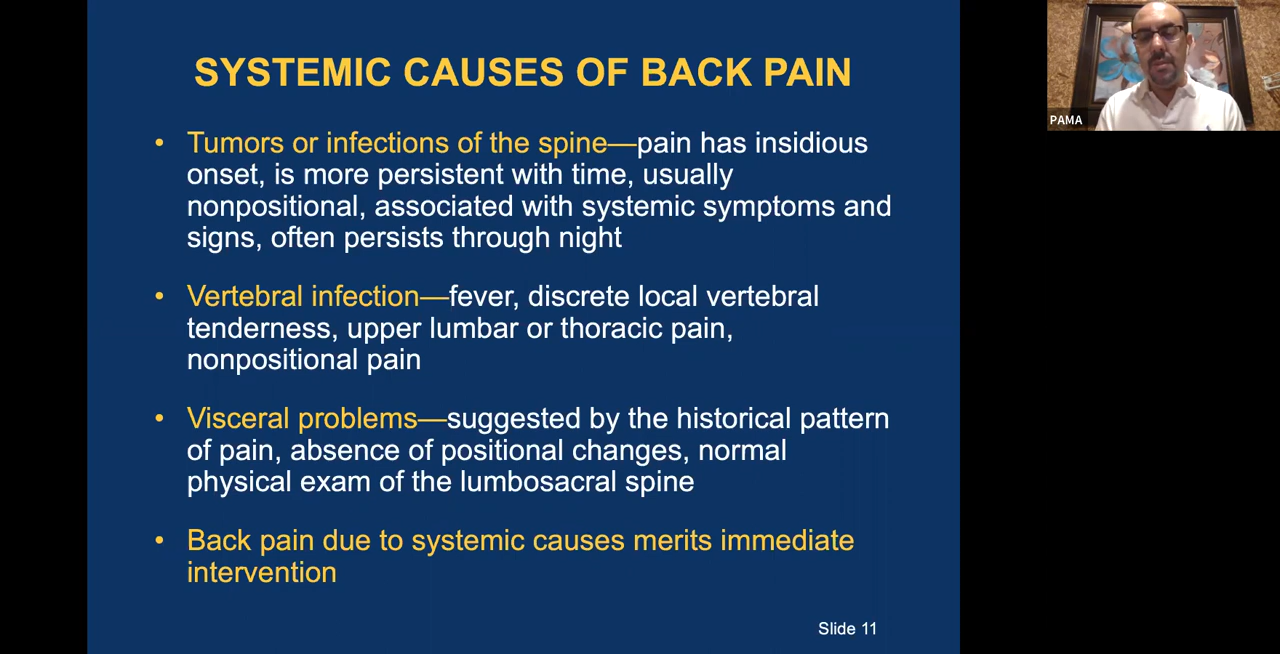 SYSTEMIC CAUSES OF BACK PAIN
• Tumors or infections of the spine—pain has insidious
onset, is more persistent with time, usually
nonpositional, associated with systemic symptoms and
signs, often persists through night
• Vertebral infection—fever, discrete local vertebral
tenderness, upper lumbar or thoracic pain,
nonpositional pain
• Visceral problems—suggested by the historical pattern
of pain, absence of positional changes, normal
physical exam of the lumbosacral spine
• Back pain due to systemic causes merits immediate
intervention
Slide 11
PAMA